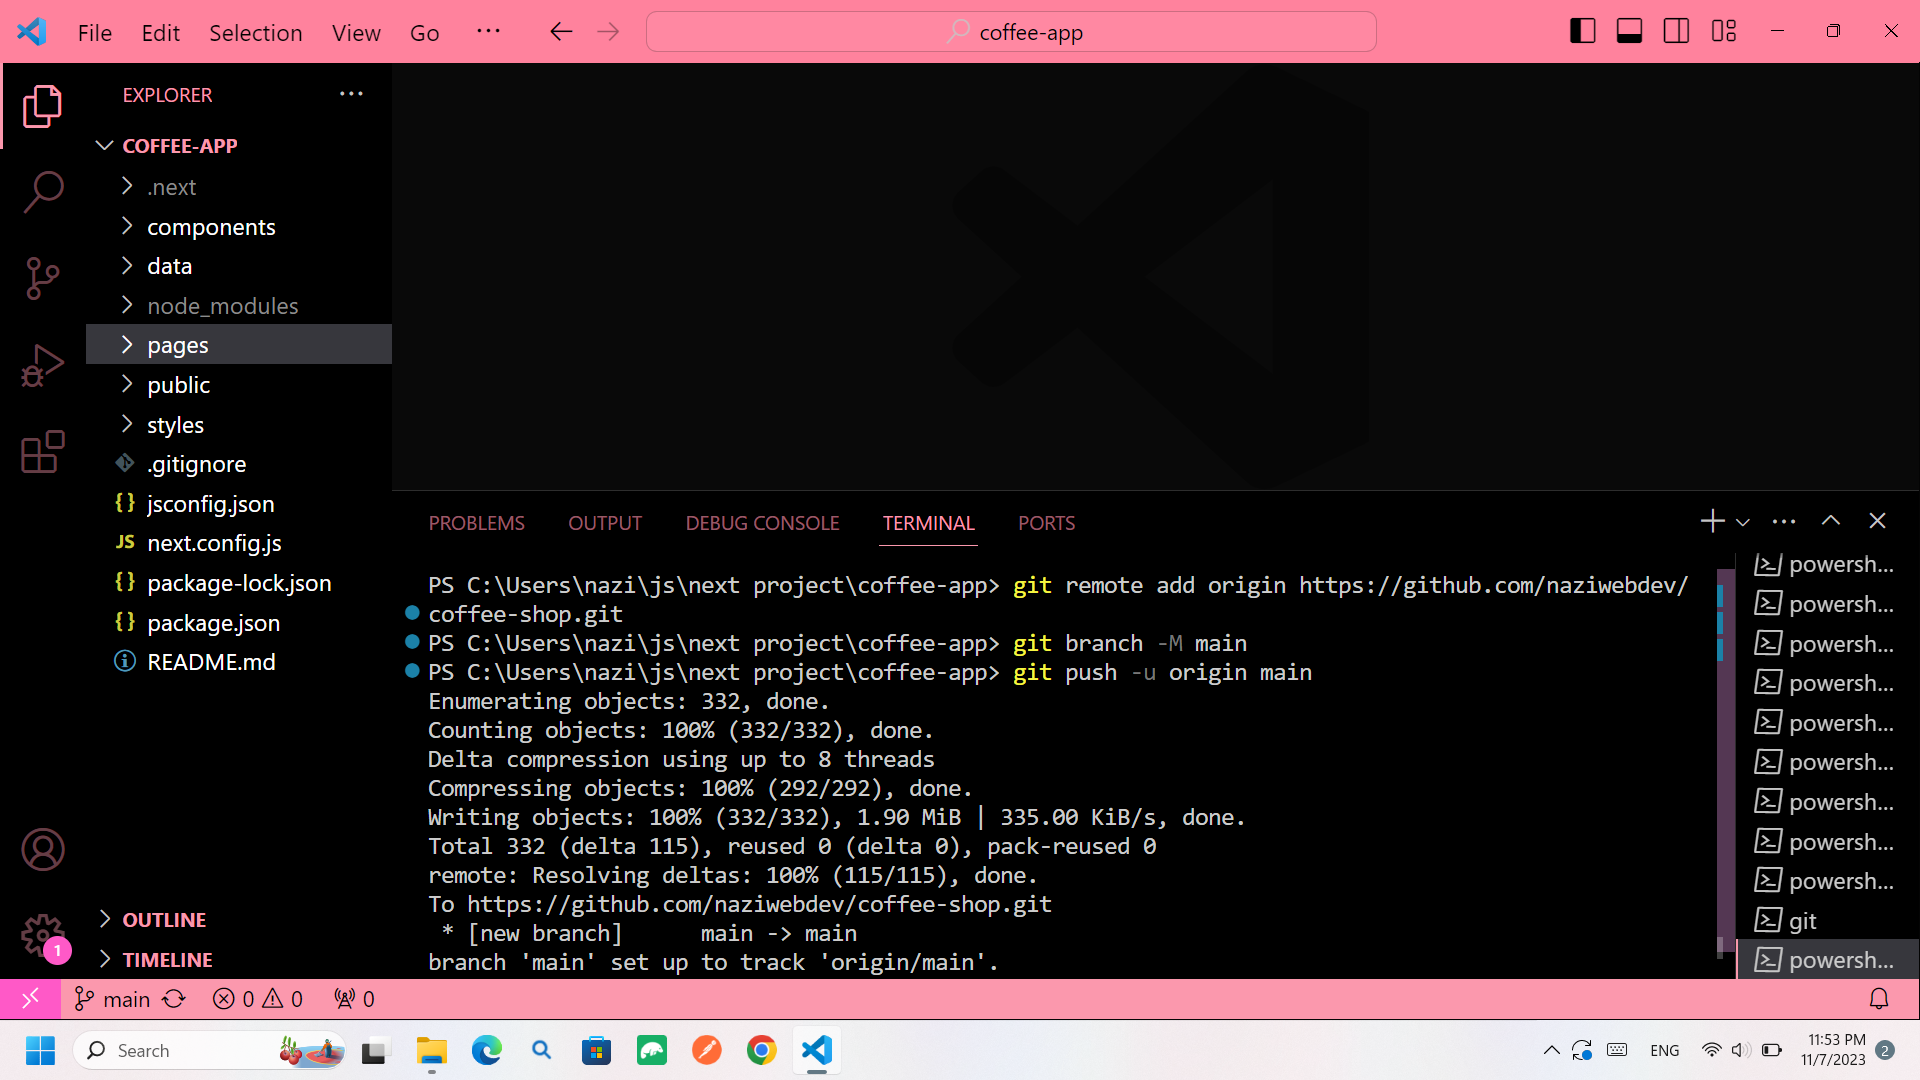 File Edit Selection View Go ··· coffee-app
EXPLORER
COFFEE-APP
.next
components
data
node_modules
pages
public
styles
.gitignore
{} jsconfig.json
JS next.config.js
{} package-lock.json
{} package.json
README.md
OUTLINE
TIMELINE
1
PROBLEMS OUTPUT DEBUG CONSOLE TERMINAL PORTS
PS C:\Users\nazi\js\next project\coffee-app> git remote add origin https://github.com/naziwebdev/
coffee-shop.git
PS C:\Users\nazi\js\next project\coffee-app> git branch -M main
PS C:\Users\nazi\js\next project\coffee-app> git push -u origin main
Enumerating objects: 332, done.
Counting objects: 100% (332/332), done.
Delta compression using up to 8 threads
Compressing objects: 100% (292/292), done.
Writing objects: 100% (332/332), 1.90 MiB | 335.00 KiB/s, done.
Total 332 (delta 115), reused 0 (delta 0), pack-reused 0
remote: Resolving deltas: 100% (115/115), done.
To https://github.com/naziwebdev/coffee-shop.git
 * [new branch]      main -> main
branch 'main' set up to track 'origin/main'.
powersh...
powersh...
powersh...
powersh...
powersh...
powersh...
powersh...
powersh...
powersh...
git
powersh...
main 0 0 0
Search
ENG
11:53 PM
11/7/2023
2